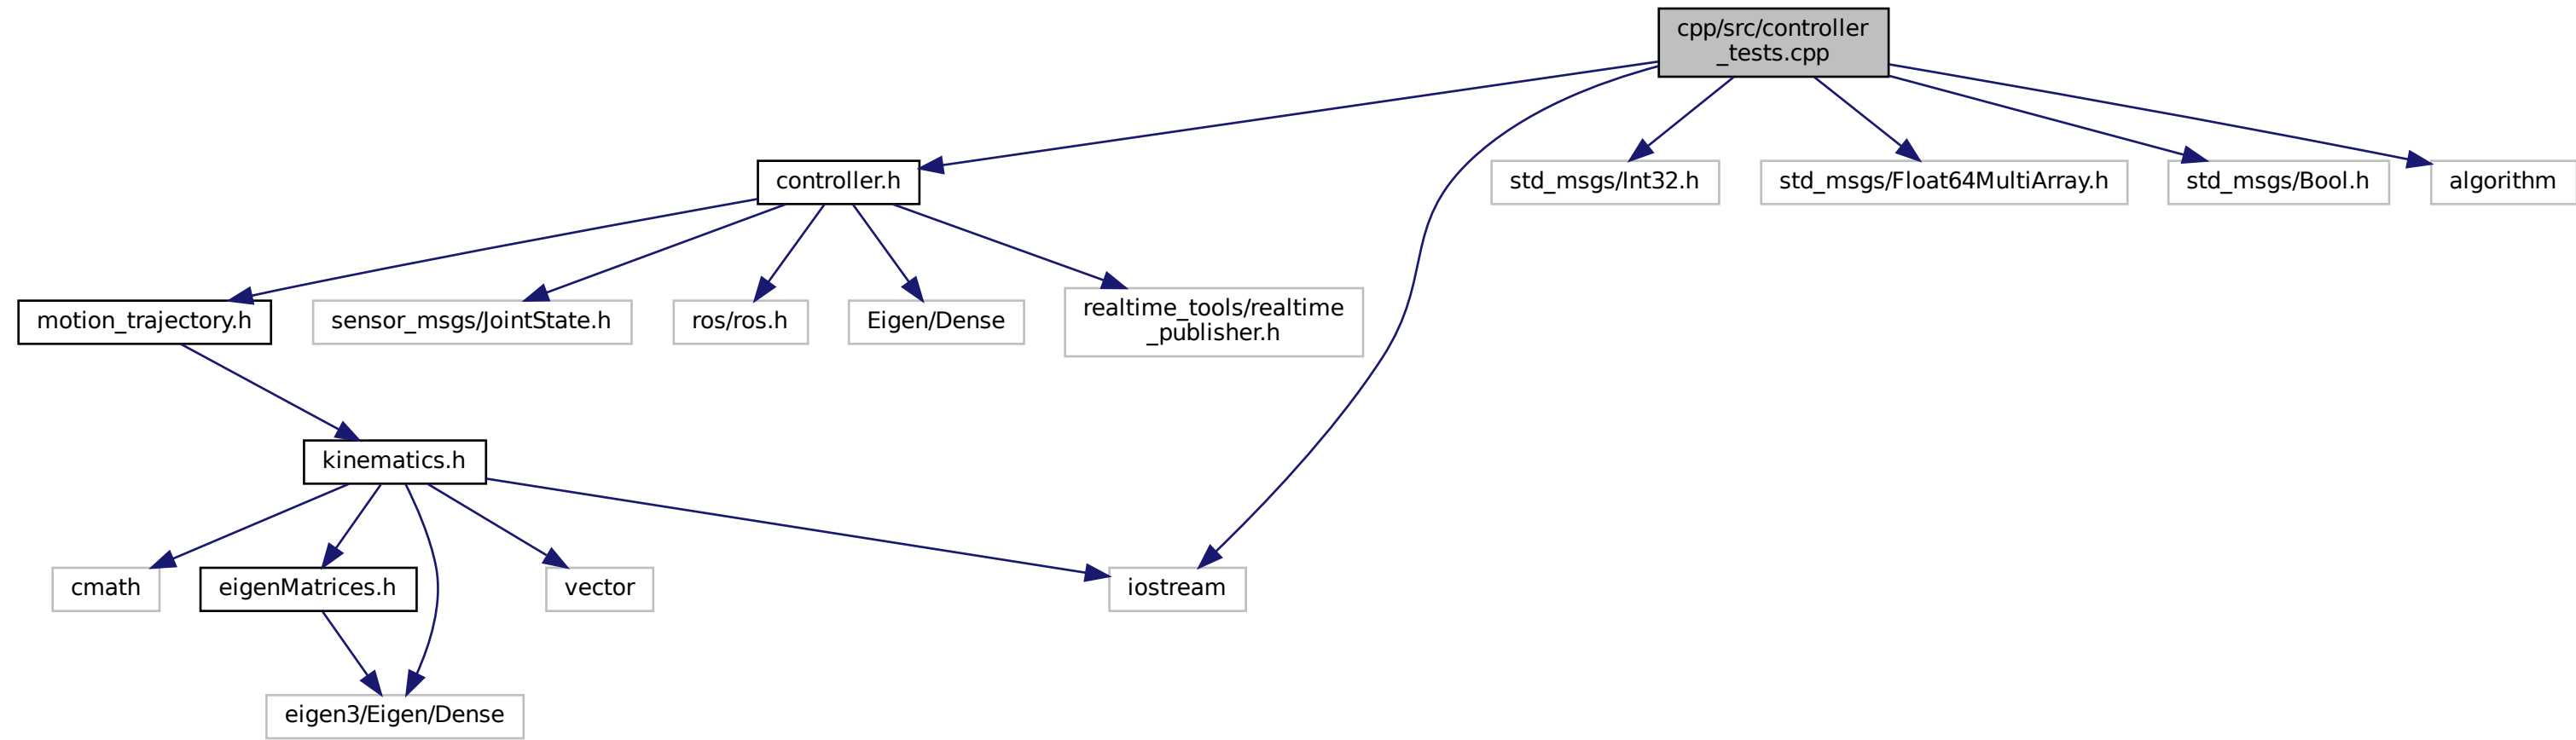 cpp/src/controller
_tests.cpp
controller.h
std_msgs/Int32.h
std_msgs/Float64MultiArray.h
std_msgs/Bool.h
algorithm
motion_trajectory.h
sensor_msgs/JointState.h
ros/ros.h
Eigen/Dense
realtime_tools/realtime
_publisher.h
kinematics.h
cmath
eigenMatrices.h
vector
iostream
eigen3/Eigen/Dense